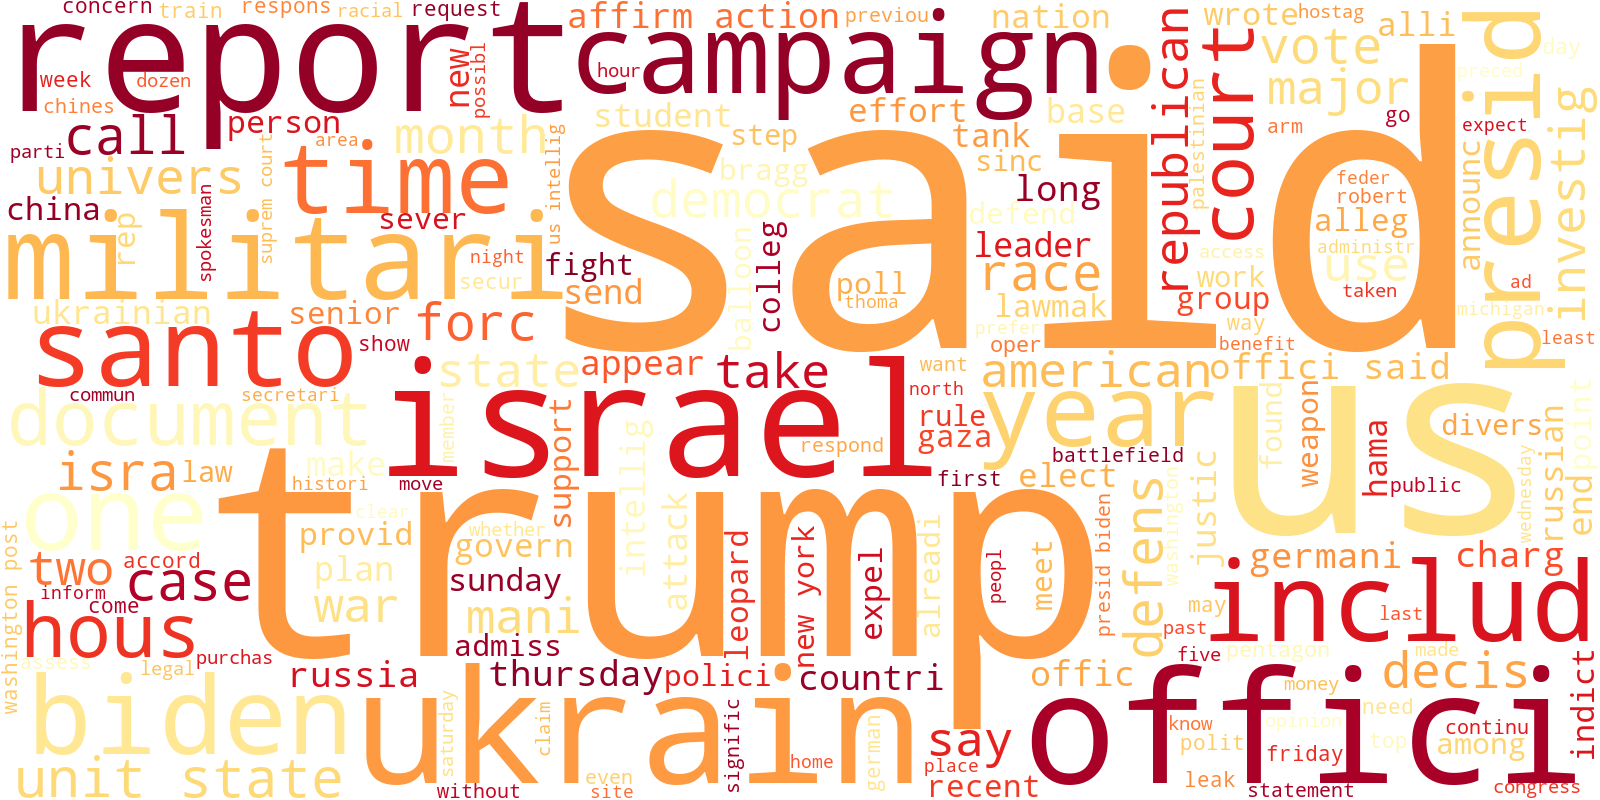 concern
train
respons
racial
request
affirm action
previou
nation
wrote
hostag
alli
report
campaign
said
presid
day
week
dozen
hour
new
possibl
republican
court
vote
preced
chines
call
person
month
student
effort
base
major
parti
area
step
tank
arm
go
expect
univers
time
us intellig
bragg
sinc
palestinian
investig
announc
china
rep
suprem court
spokesman
sever
democrat
long
feder
robert
militari
night
fight
balloon
colleg
defend
leader
alleg
administr
access
secur
send
poll
thoma
race
work
use
taken
ad
ukrainian
senior
forc
lawmak
group
michigan
santo
show
prefer
oper
way
benefit
least
appear
state
take
want
american
offici said
commun
secretari
israel
north
year
us
document
member
support
rule
gaza
found
weapon
divers
isra
law
make
respond
battlefield
elect
hama
russian
endpoint
histori
move
first
public
one
trump
clear
whether
intellig
attack
leopard
new york
expel
alreadi
meet
presid biden
defens
washington
justic
wednesday
provid
govern
germani
charg
washington post
two
accord
plan
sunday
peopl
case
inform
come
war
mani
may
includ
last
hous
admiss
past
assess
legal
purchas
russia
thursday
polici
countri
offic
five
pentagon
made
decis
indict
biden
ukrain
offici
money
need
saturday
claim
signific
german
say
know
opinion
top
continu
polit
among
friday
unit state
even
site
home
place
recent
leak
without
statement
congress